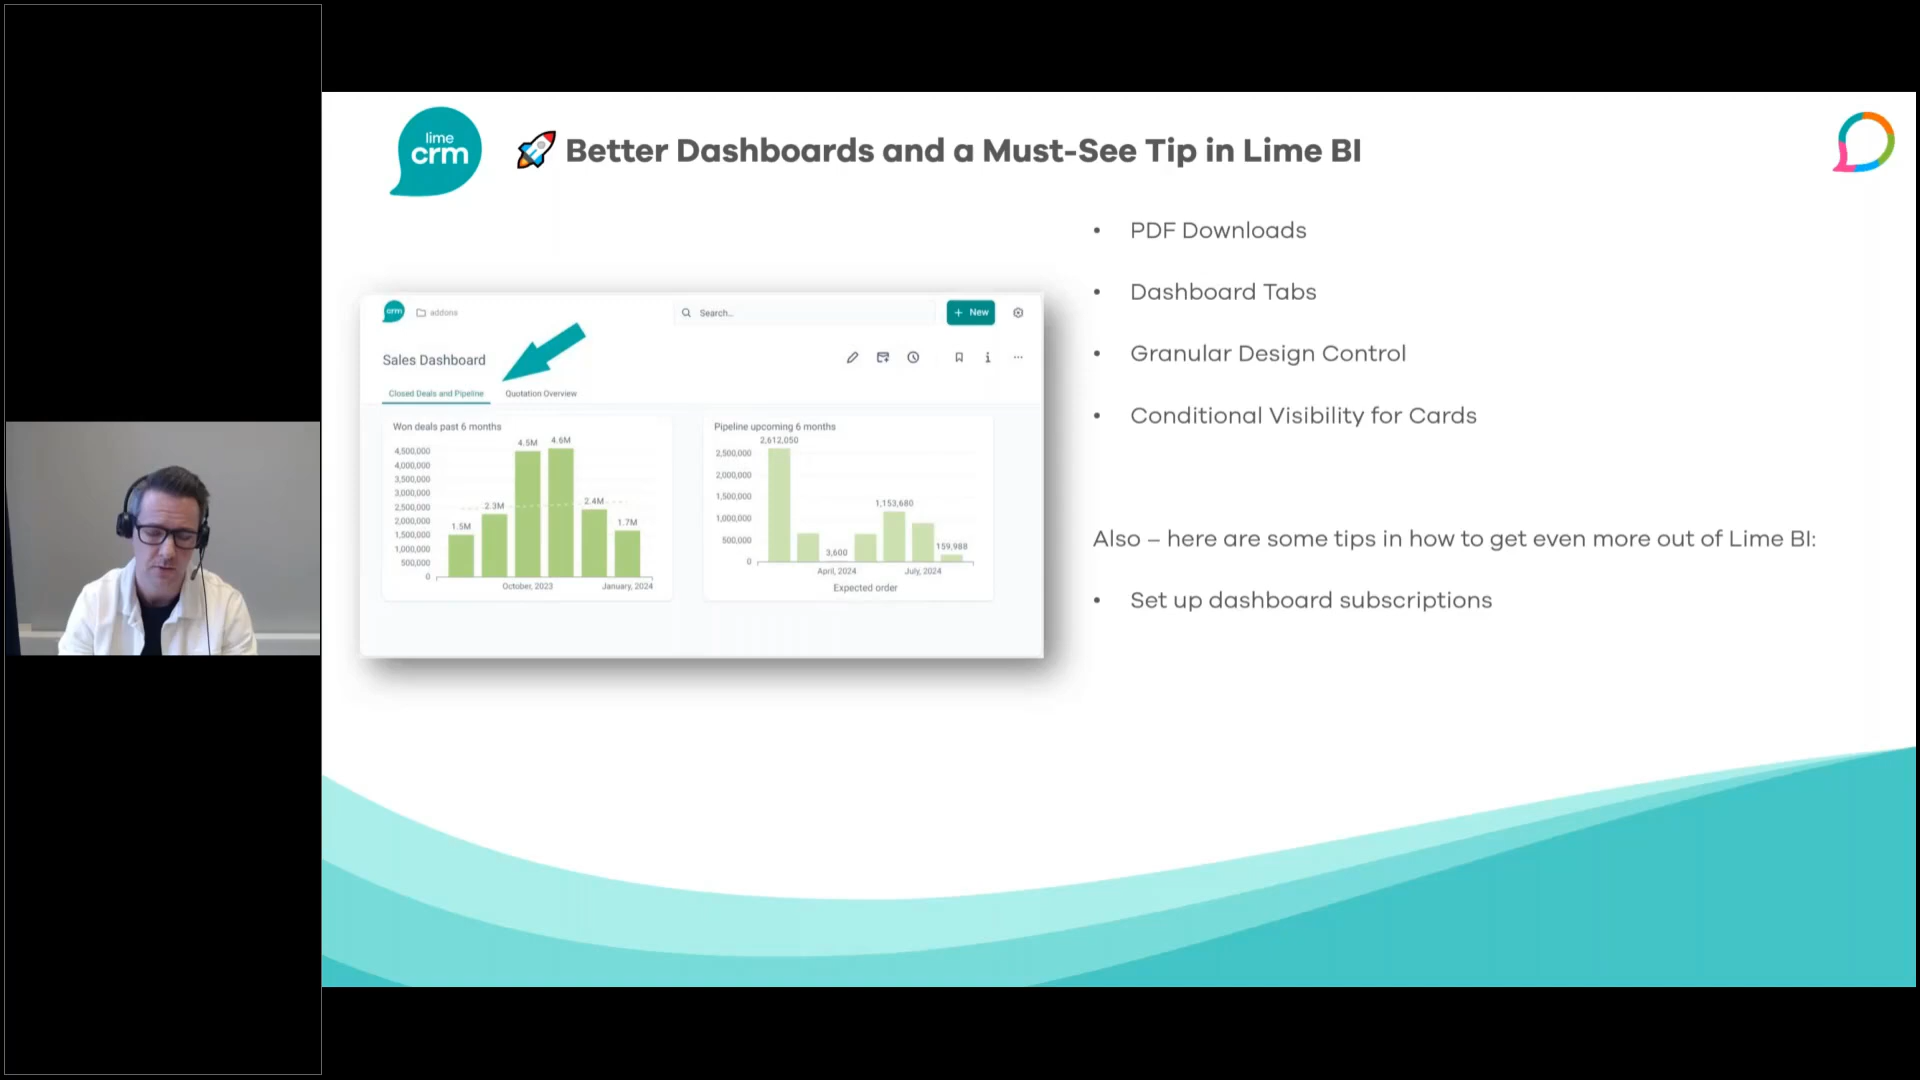 lime
crm
Better Dashboards and a Must-See Tip in Lime BI
crm
addons
Search...
+ New
Sales Dashboard
Closed Deals and Pipeline
Quotation Overview
Won deals past 6 months
4,500,000
4,000,000
3,500,000
3,000,000
2,500,000
2,000,000
1,500,000
1,000,000
500,000
0
1.5M
2.3M
4.5M
4.6M
2.4M
1.7M
October, 2023
January, 2024
Pipeline upcoming 6 months
2,612,050
2,500,000
2,000,000
1,500,000
1,000,000
500,000
0
3,600
1,153,680
159,988
April, 2024
July, 2024
Expected order
• PDF Downloads
• Dashboard Tabs
• Granular Design Control
• Conditional Visibility for Cards
Also – here are some tips in how to get even more out of Lime BI:
• Set up dashboard subscriptions